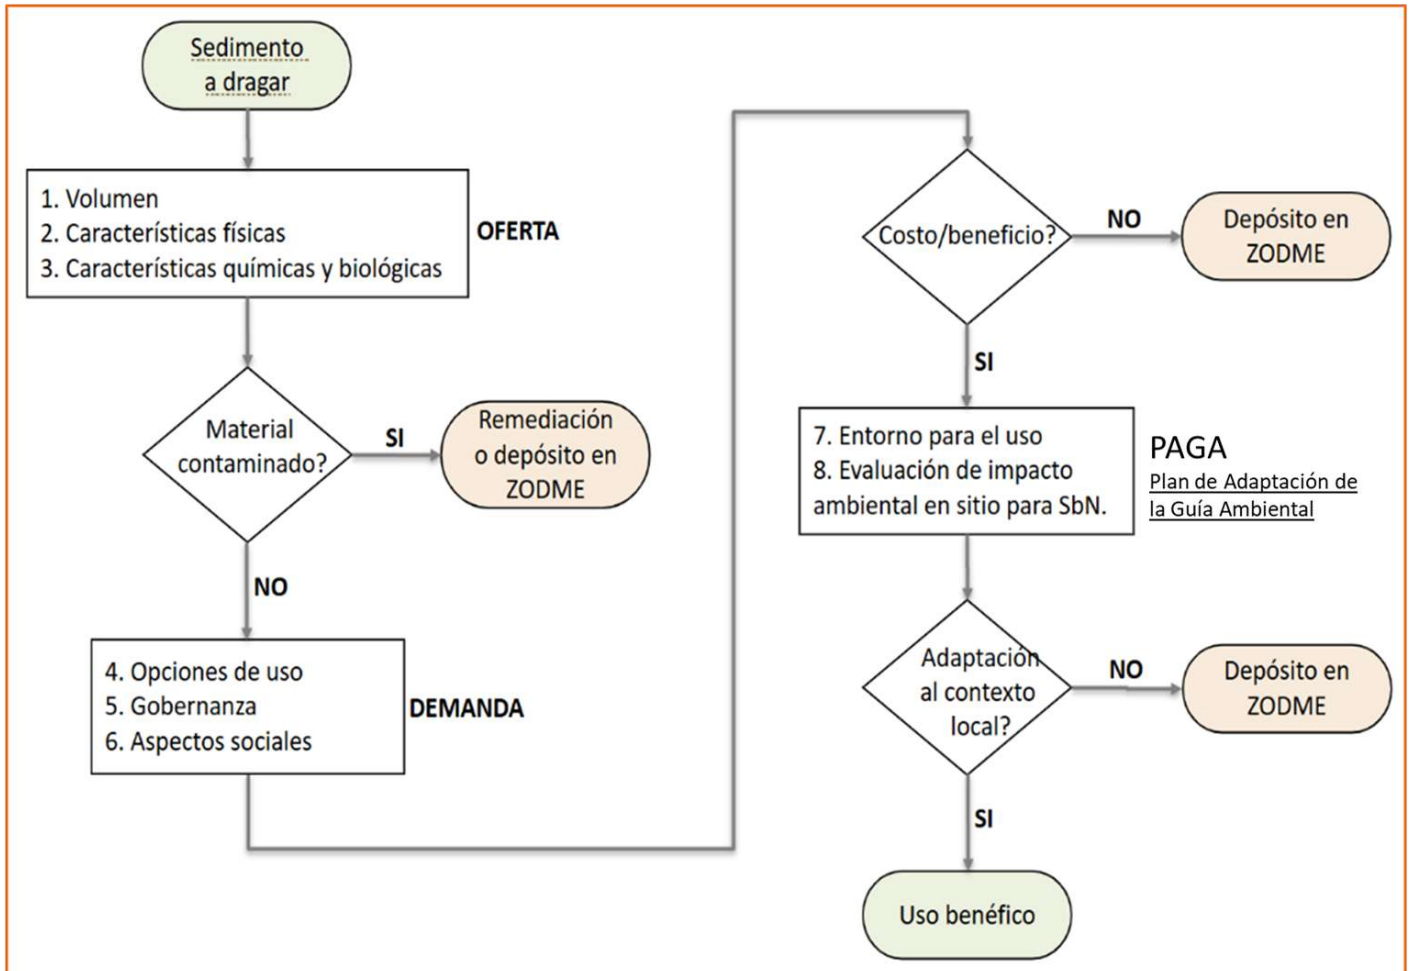 Sedimento
a dragar
1. Volumen
2. Características físicas
3. Características químicas y biológicas
OFERTA
Material
contaminado?
SI
Remediación
o depósito en
ZODME
NO
4. Opciones de uso
5. Gobernanza
6. Aspectos sociales
DEMANDA
Costo/beneficio?
NO
Depósito en
ZODME
SI
7. Entorno para el uso
8. Evaluación de impacto
ambiental en sitio para SbN.
PAGA
Plan de Adaptación de
la Guía Ambiental
Adaptación
al contexto
local?
NO
Depósito en
ZODME
SI
Uso benéfico